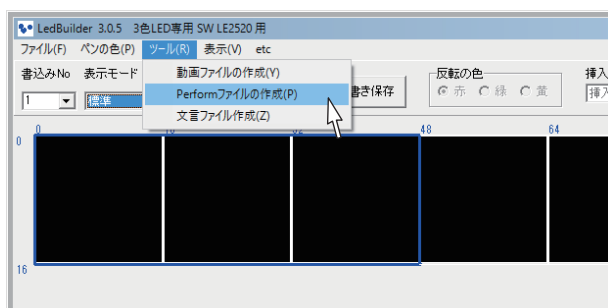 LedBuilder 3.0.5 3色LED専用 SW LE2520 用
ファイル(F) ペンの色(P) ツール(R) 表示(V) etc
書込みNo 表示モード 反転の色
動画ファイルの作成(Y)
1 標準 Performファイルの作成(P) き保存 赤 緑 黄
文言ファイル作成(Z)
0 48 64
0
16